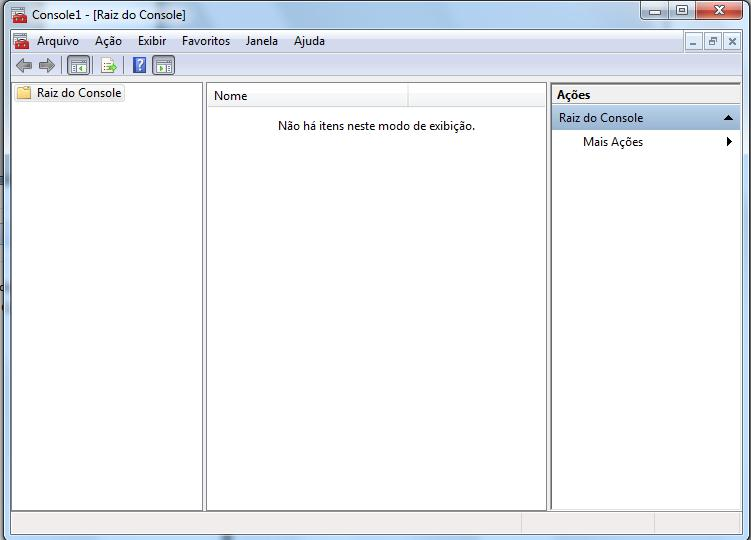 Console1 - [Raiz do Console]
Arquivo Ação Exibir Favoritos Janela Ajuda
Raiz do Console
Nome
Não há itens neste modo de exibição.
Ações
Raiz do Console
Mais Ações